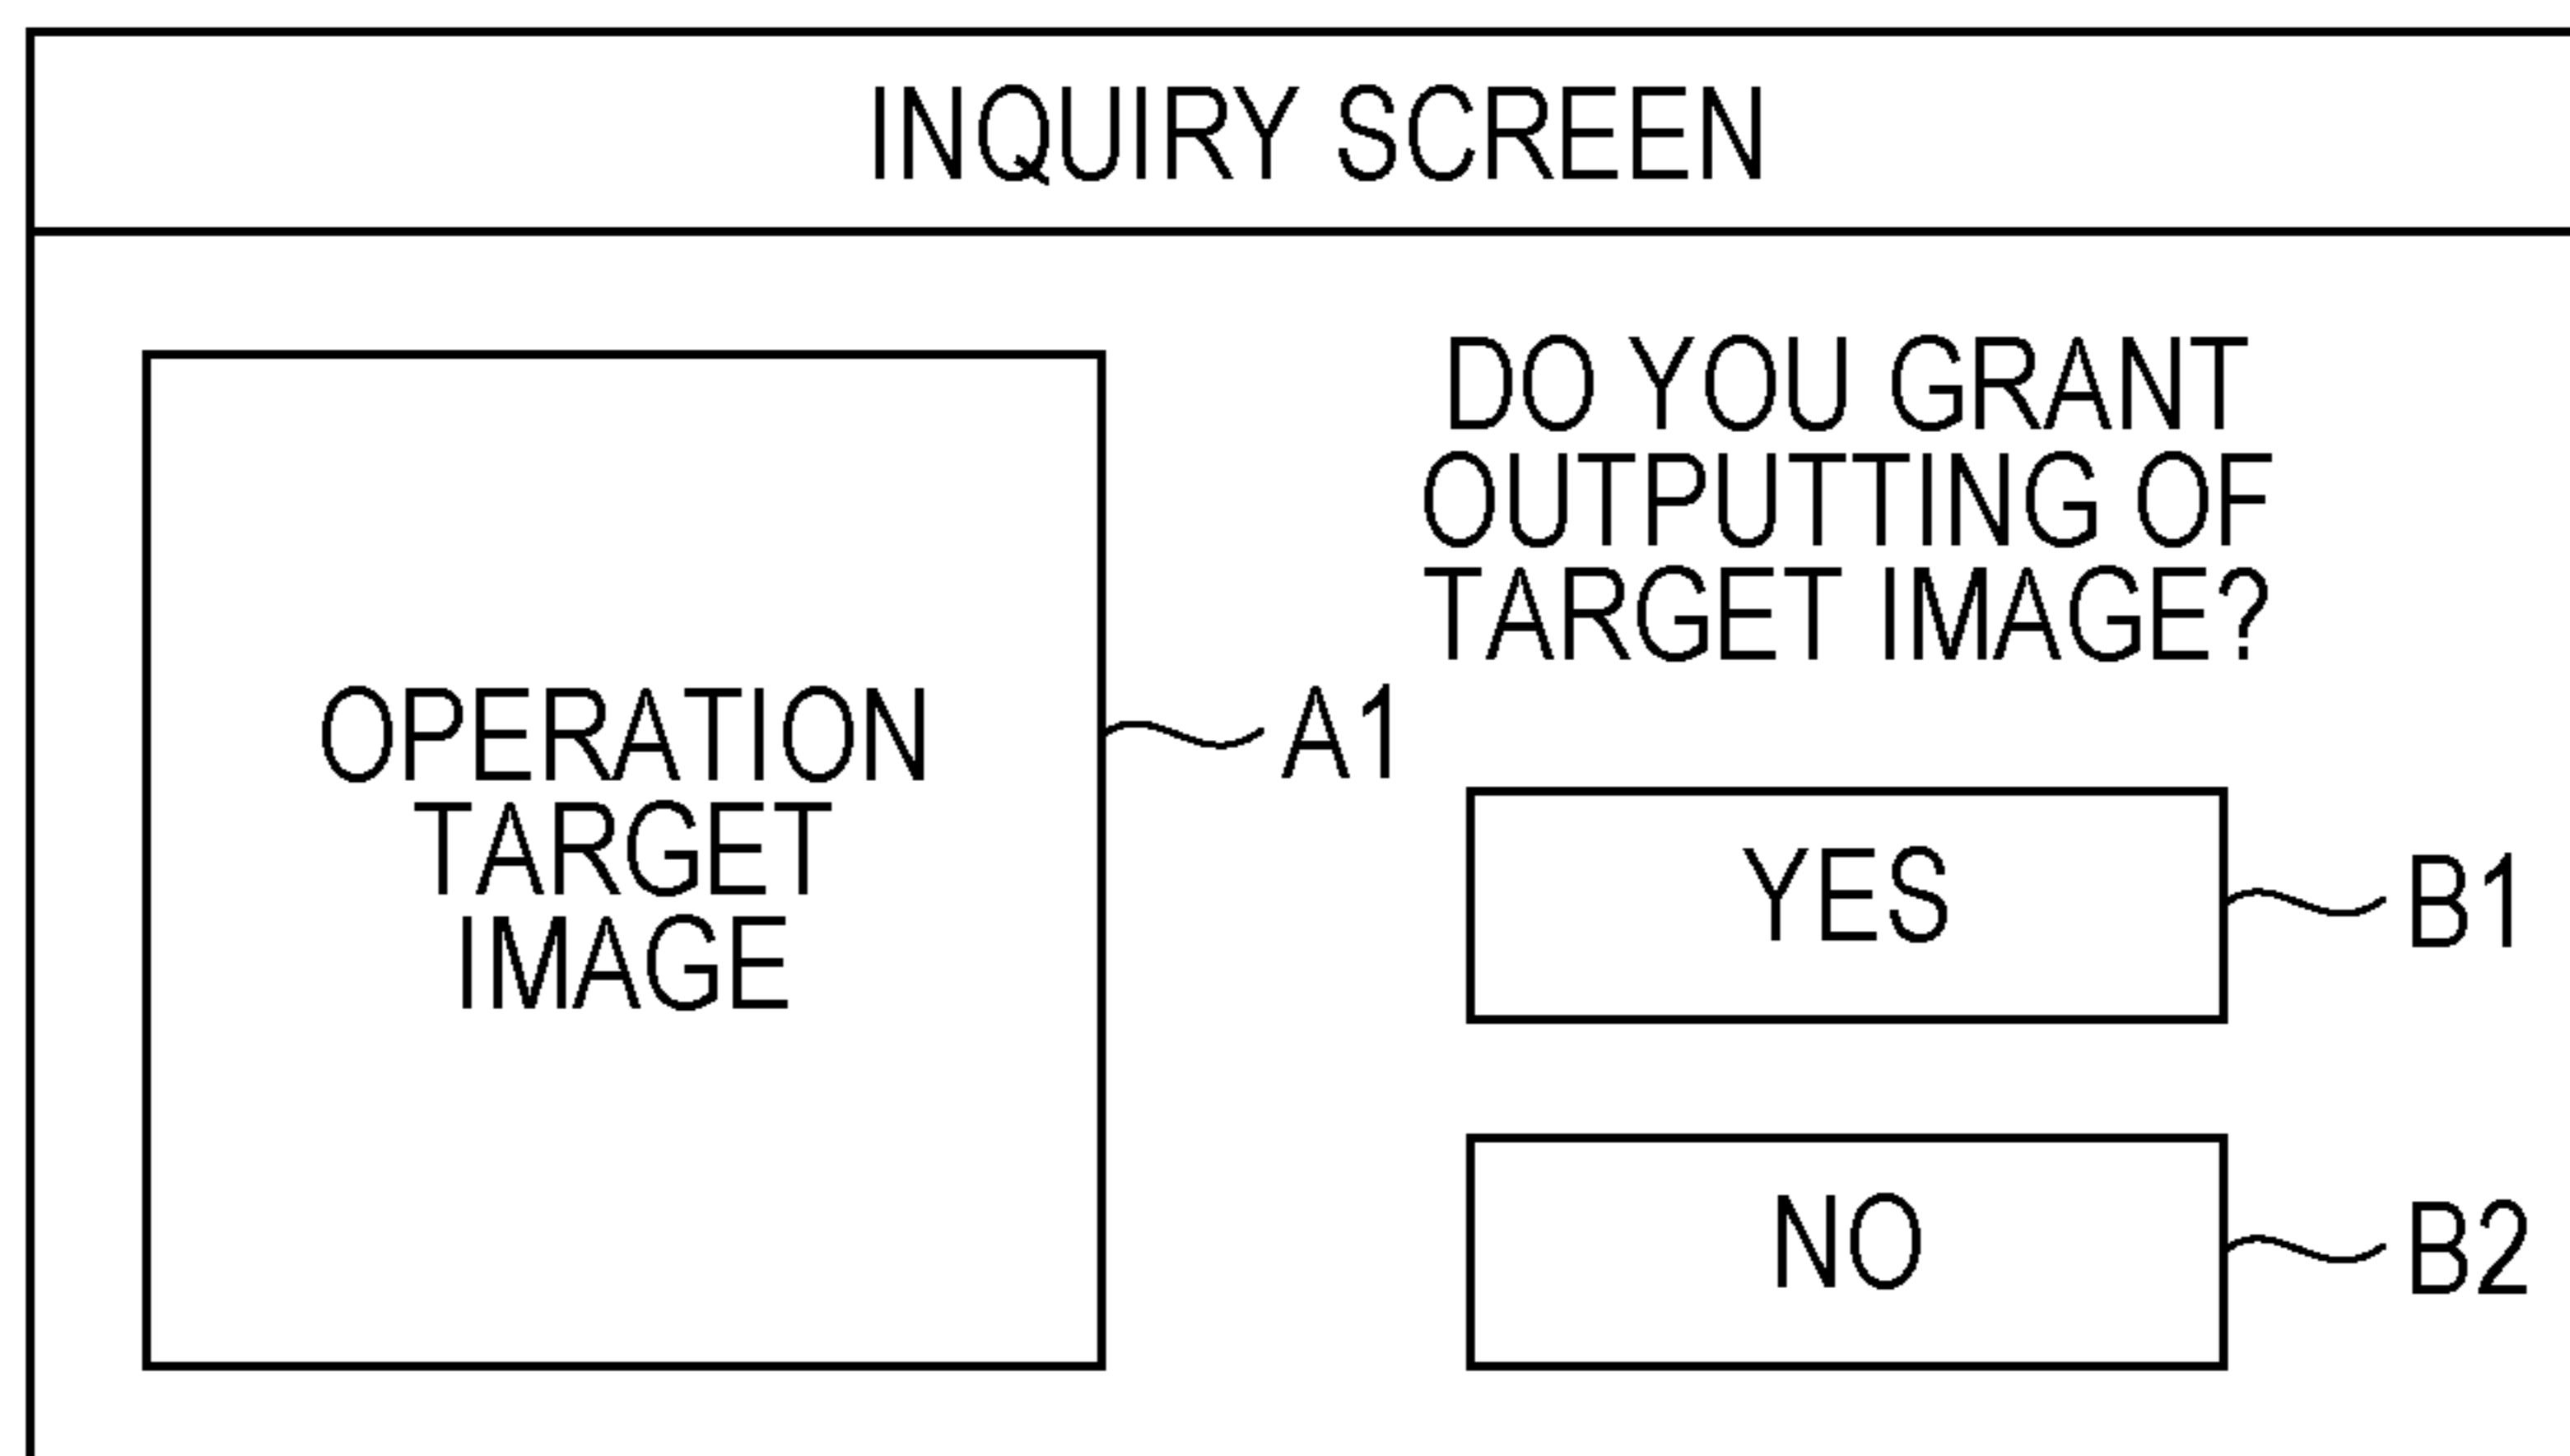 INQUIRY SCREEN
OPERATION
TARGET
IMAGE
A1
DO YOU GRANT
OUTPUTTING OF
TARGET IMAGE?
YES
B1
NO
B2